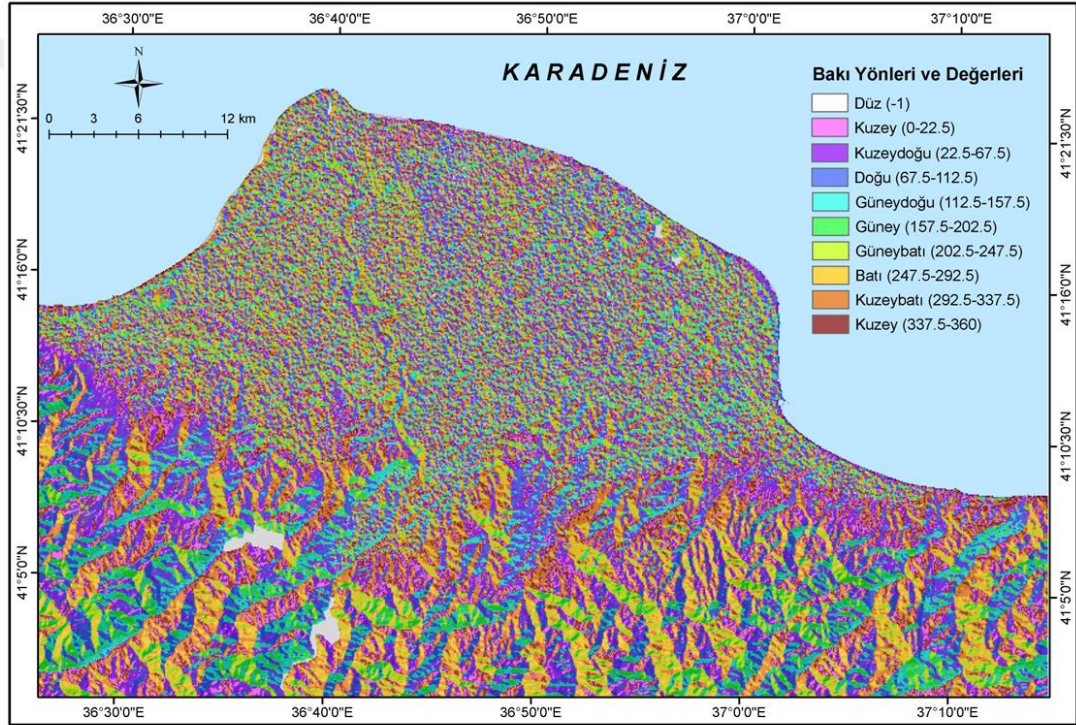 36°30'0"E 36°40'0"E 36°50'0"E 37°0'0"E 37°10'0"E
N
KARADENİZ
0 3 6 12 km
Bakı Yönleri ve Değerleri
Düz (-1)
Kuzey (0-22.5)
Kuzeydoğu (22.5-67.5)
Doğu (67.5-112.5)
Güneydoğu (112.5-157.5)
Güney (157.5-202.5)
Güneybatı (202.5-247.5)
Batı (247.5-292.5)
Kuzeybatı (292.5-337.5)
Kuzey (337.5-360)
41°21'30"N
41°16'0"N
41°10'30"N
41°5'0"N
41°21'30"N
41°16'0"N
41°10'30"N
41°5'0"N
36°30'0"E 36°40'0"E 36°50'0"E 37°0'0"E 37°10'0"E